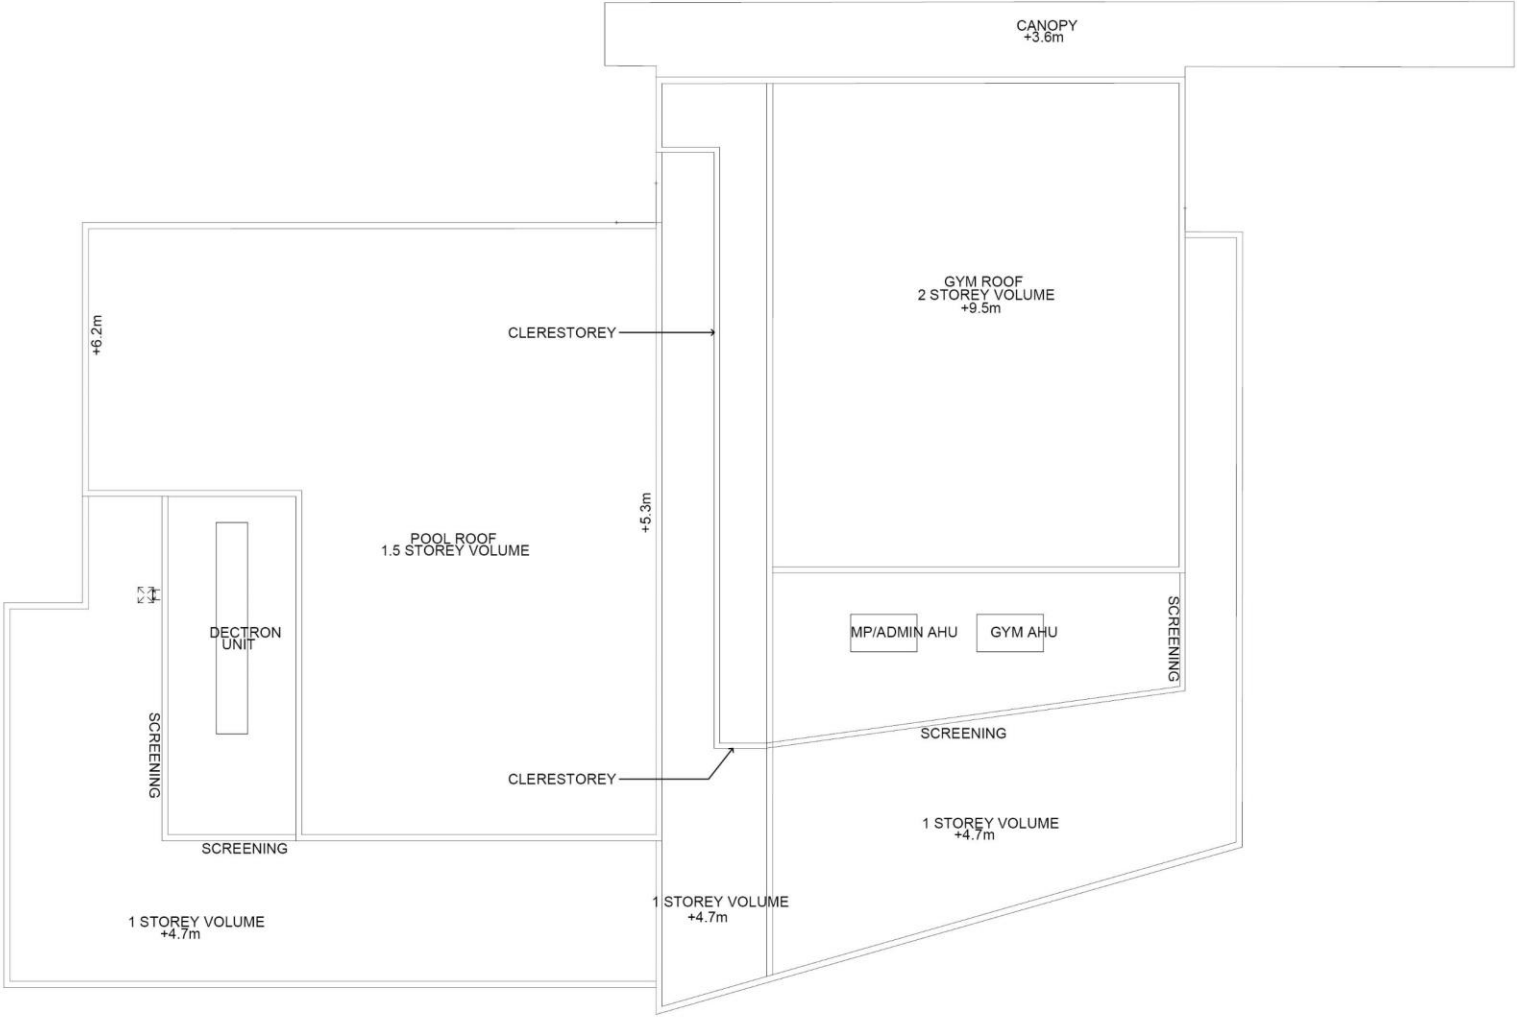 CANOPY
+3.6m
GYM ROOF
2 STOREY VOLUME
+9.5m
+6.2m
CLERESTOREY
+5.3m
POOL ROOF
1.5 STOREY VOLUME
DECTRON
UNIT
MP/ADMIN AHU
GYM AHU
SCREENING
SCREENING
SCREENING
CLERESTOREY
1 STOREY VOLUME
+4.7m
SCREENING
1 STOREY VOLUME
+4.7m
1 STOREY VOLUME
+4.7m